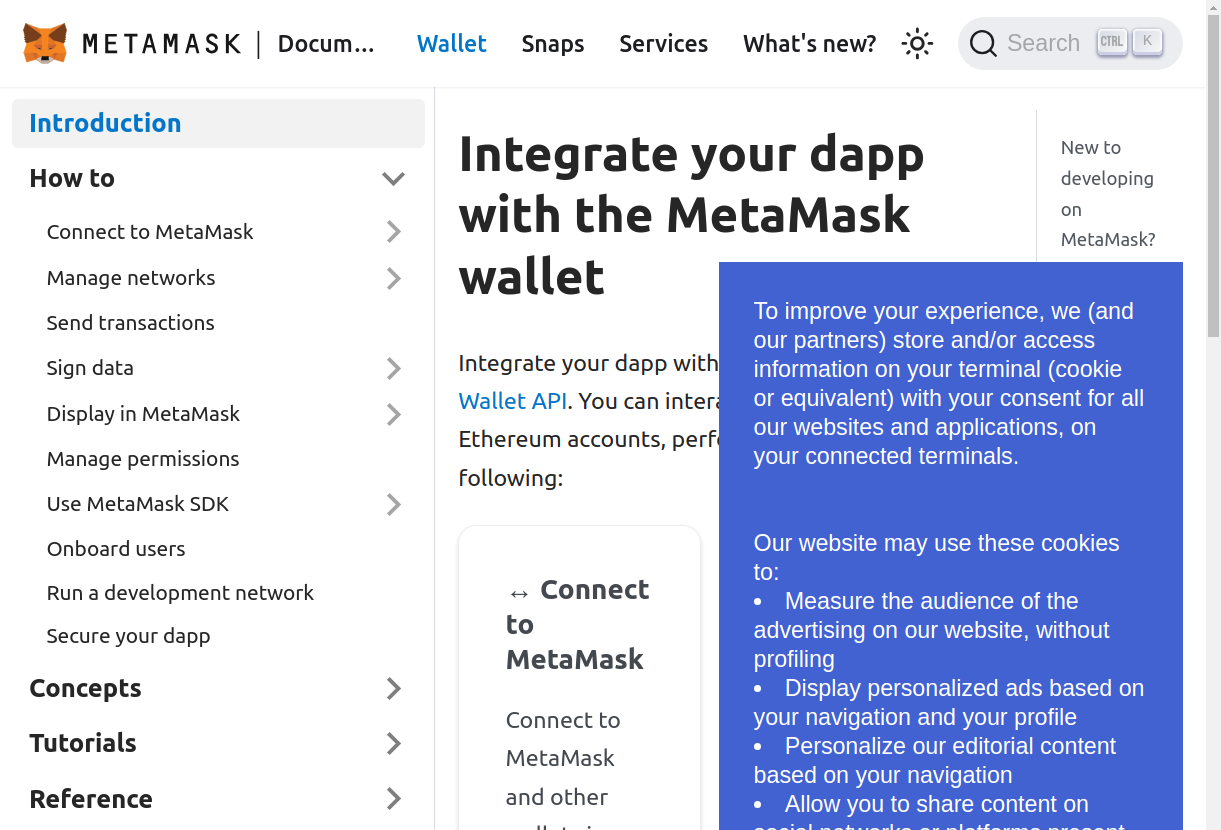 METAMASK | Docum... Wallet Snaps Services What's new? Search CTRL K
Introduction
How to
Connect to MetaMask
Manage networks
Send transactions
Sign data
Display in MetaMask
Manage permissions
Use MetaMask SDK
Onboard users
Run a development network
Secure your dapp
Concepts
Tutorials
Reference
Integrate your dapp
with the MetaMask
wallet
Integrate your dapp with
Wallet API. You can intera
Ethereum accounts, perfo
following:
↔ Connect
to
MetaMask
Connect to
MetaMask
and other
New to
developing
on
MetaMask?
To improve your experience, we (and
our partners) store and/or access
information on your terminal (cookie
or equivalent) with your consent for all
our websites and applications, on
your connected terminals.
Our website may use these cookies
to:
• Measure the audience of the
advertising on our website, without
profiling
• Display personalized ads based on
your navigation and your profile
• Personalize our editorial content
based on your navigation
• Allow you to share content on
social networks or platforms present